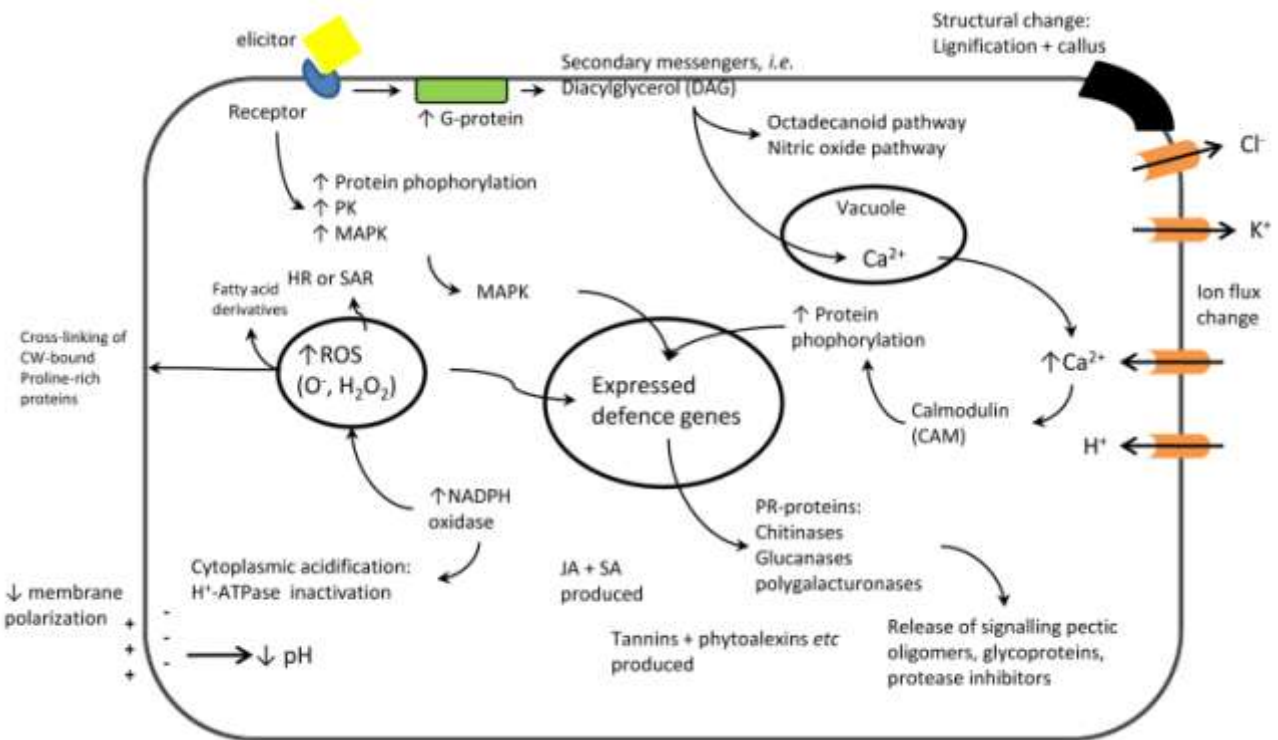 elicitor
Receptor
↑ G-protein
Secondary messengers, i.e.
Diacylglycerol (DAG)
Structural change:
Lignification + callus
Octadecanoid pathway
Nitric oxide pathway
Cl⁻
K⁺
Ion flux
change
↑ Protein phophorylation
↑ PK
↑ MAPK
Vacuole
Ca²⁺
HR or SAR
MAPK
Fatty acid
derivatives
↑ Protein
phophorylation
↑Ca²⁺
Cross-linking of
CW-bound
Proline-rich
proteins
↑ROS
(O⁻, H₂O₂)
Expressed
defence genes
Calmodulin
(CAM)
H⁺
↑NADPH
oxidase
PR-proteins:
Chitinases
Glucanases
polygalacturonases
Cytoplasmic acidification:
H⁺-ATPase inactivation
JA + SA
produced
↓ membrane
polarization
+ -
+ -
+ -
+
↓ pH
Tannins + phytoalexins etc
produced
Release of signalling pectic
oligomers, glycoproteins,
protease inhibitors